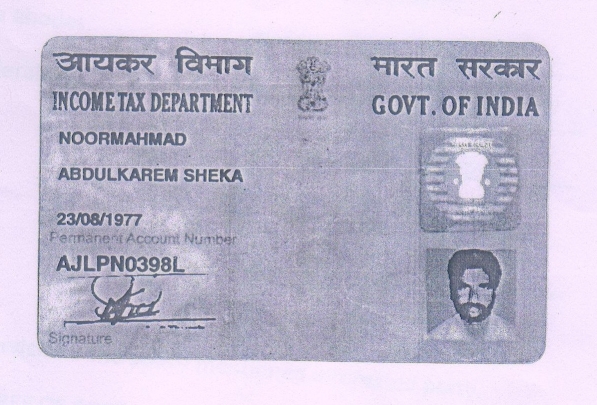 आयकर विभाग
भारत सरकार
INCOME TAX DEPARTMENT
GOVT. OF INDIA
NOORMAHMAD
ABDULKAREM SHEKA
23/08/1977
Permanent Account Number
AJLPN0398L
Signature